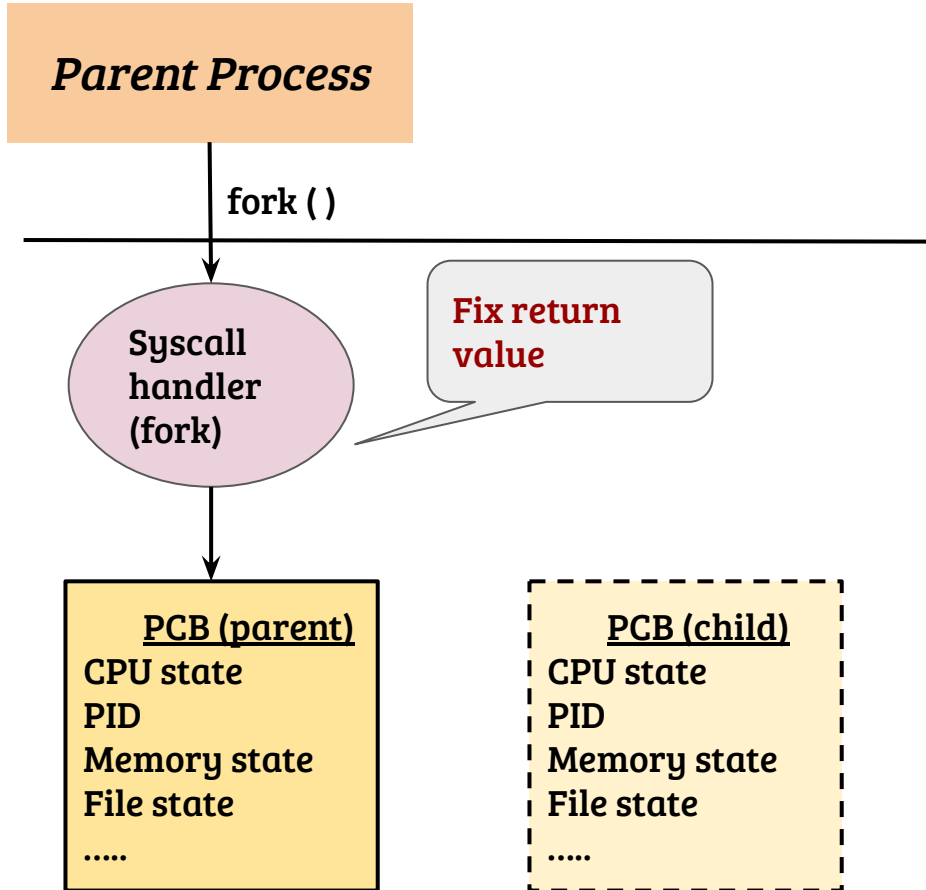 Parent Process
fork ( )
Fix return
value
Syscall
handler
(fork)
PCB (parent)
CPU state
PID
Memory state
File state
.....
PCB (child)
CPU state
PID
Memory state
File state
.....